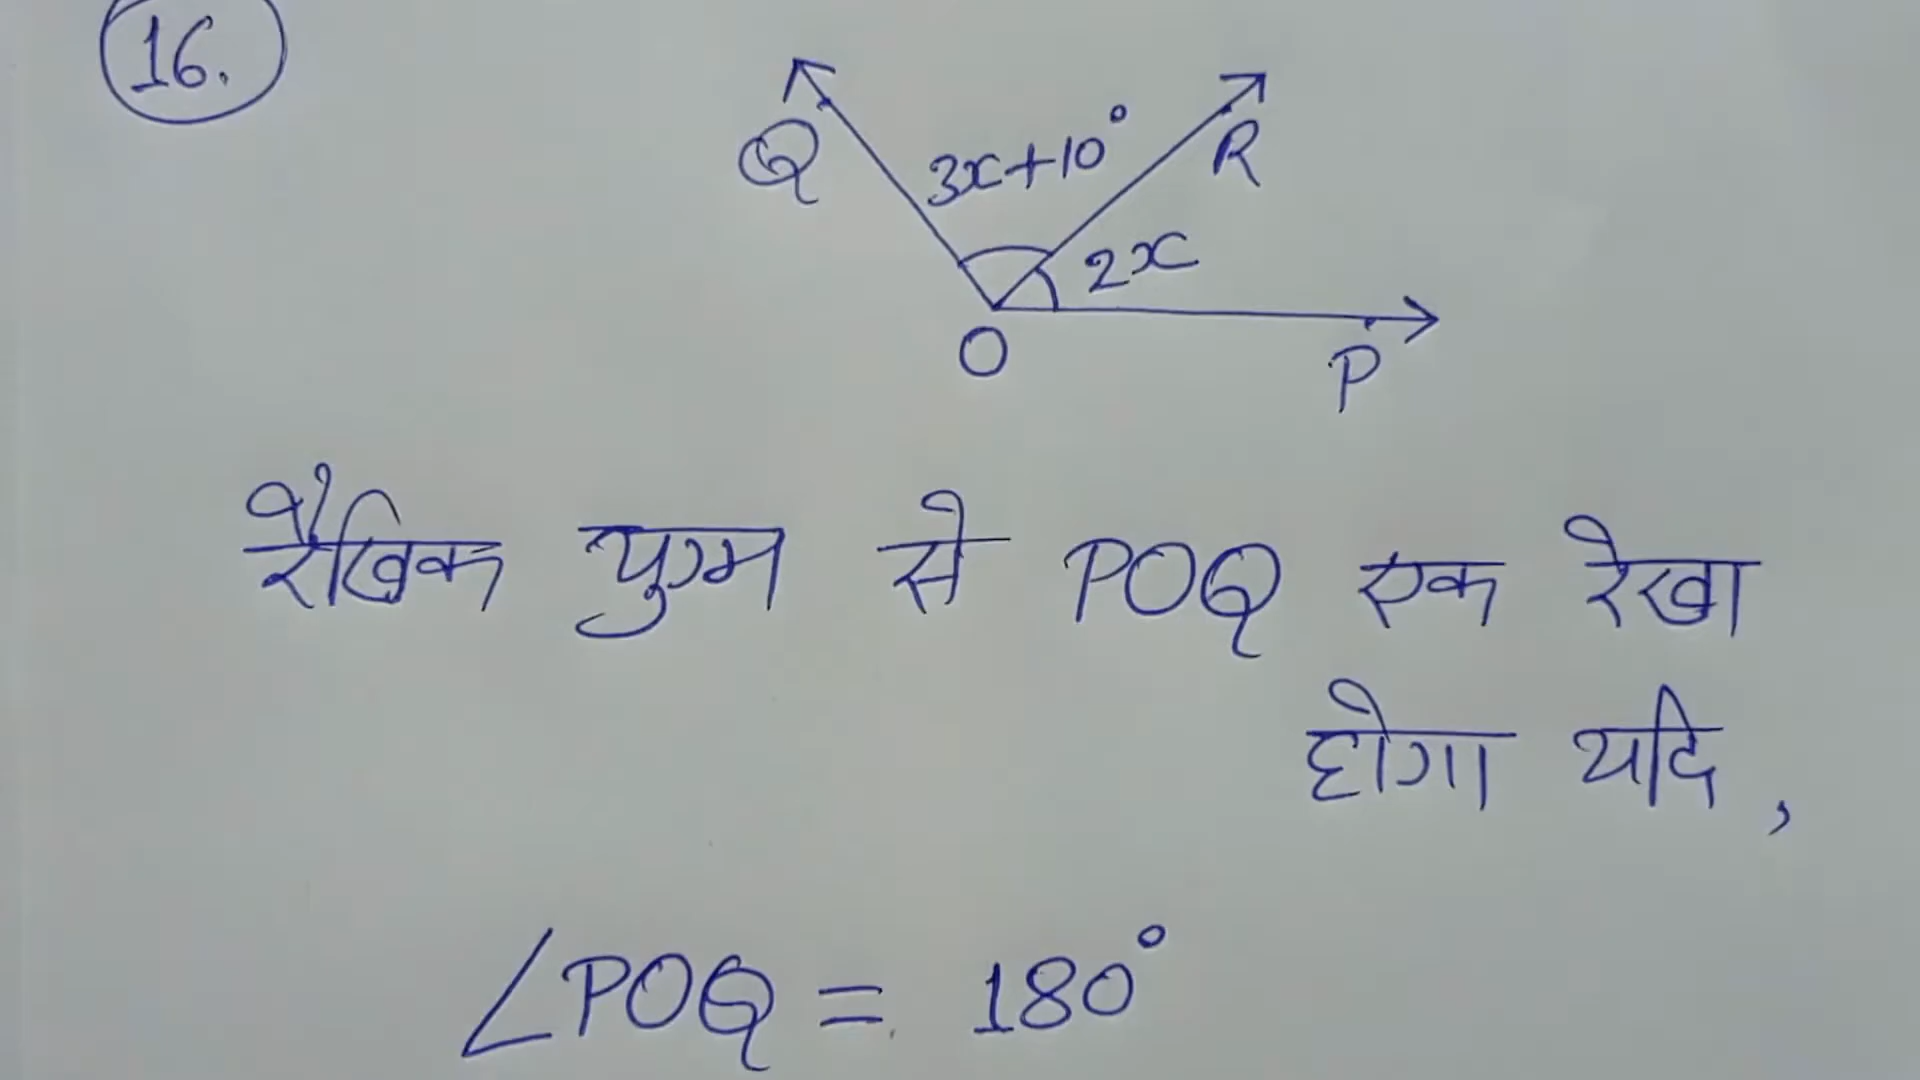 16.
Q
3x+10°
R
2x
O
P
रैखिक युग्म से POQ एक रेखा
होगा यदि,
∠POQ = 180°